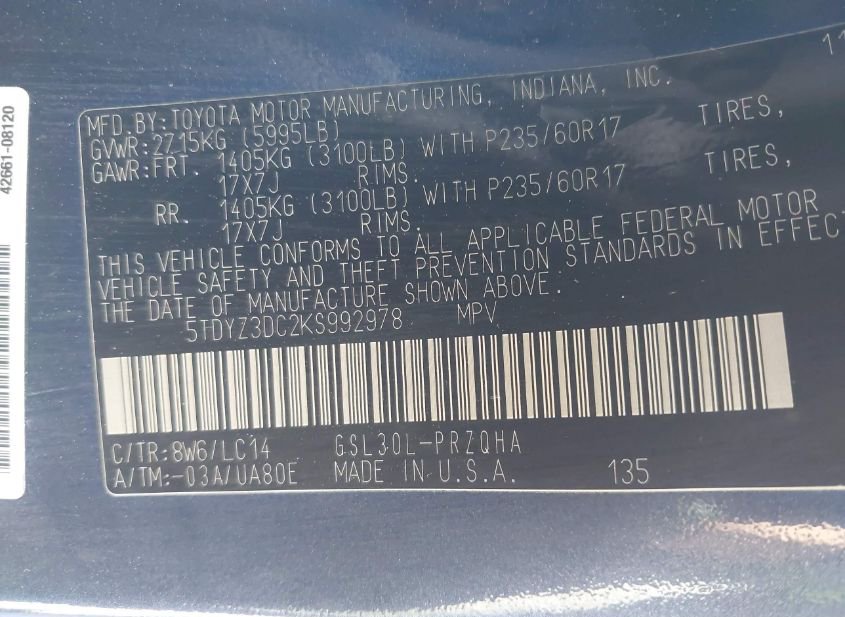 11
MFD. BY: TOYOTA MOTOR MANUFACTURING, INDIANA, INC.
GVWR: 2715KG (5995LB)
GAWR: FRT. 1405KG (3100LB) WITH P235/60R17 TIRES,
17X7J RIMS.
RR. 1405KG (3100LB) WITH P235/60R17 TIRES,
17X7J RIMS.
THIS VEHICLE CONFORMS TO ALL APPLICABLE FEDERAL MOTOR
VEHICLE SAFETY AND THEFT PREVENTION STANDARDS IN EFFECT
THE DATE OF MANUFACTURE SHOWN ABOVE.
5TDYZ3DC2KS992978 MPV
C/TR: 8W6/LC14 GSL30L-PRZQHA
A/TM: -03A/UA80E MADE IN U.S.A. 135
42661-08120